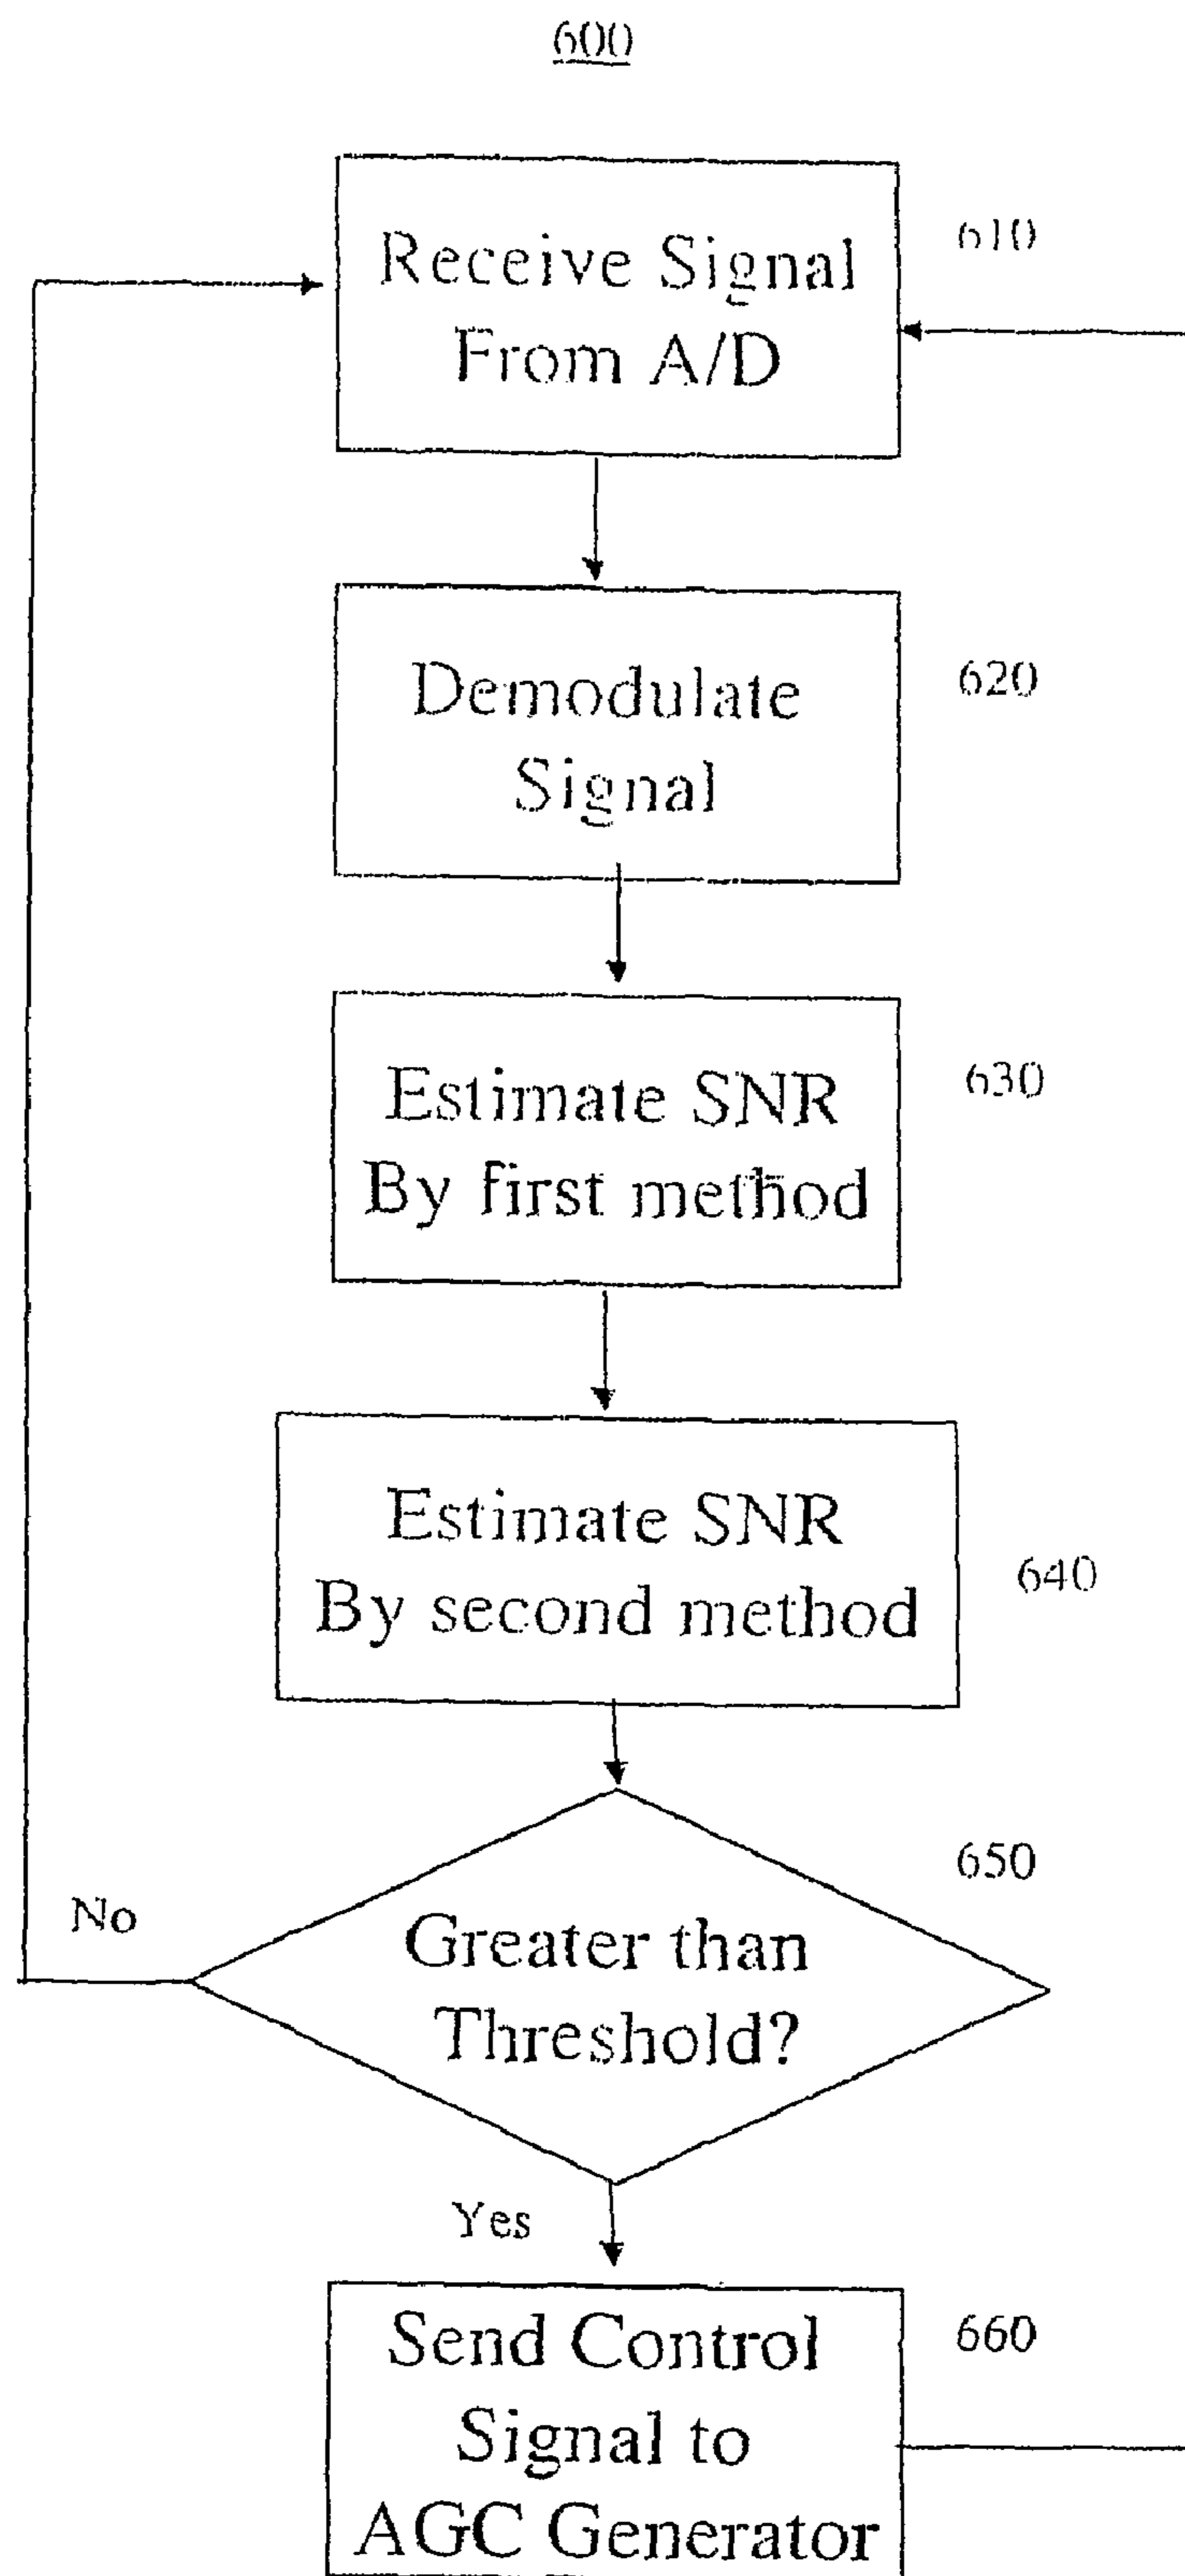 600
Receive Signal
From A/D
610
Demodulate
Signal
620
Estimate SNR
By first method
630
Estimate SNR
By second method
640
Greater than
Threshold?
650
No
Yes
Send Control
Signal to
AGC Generator
660